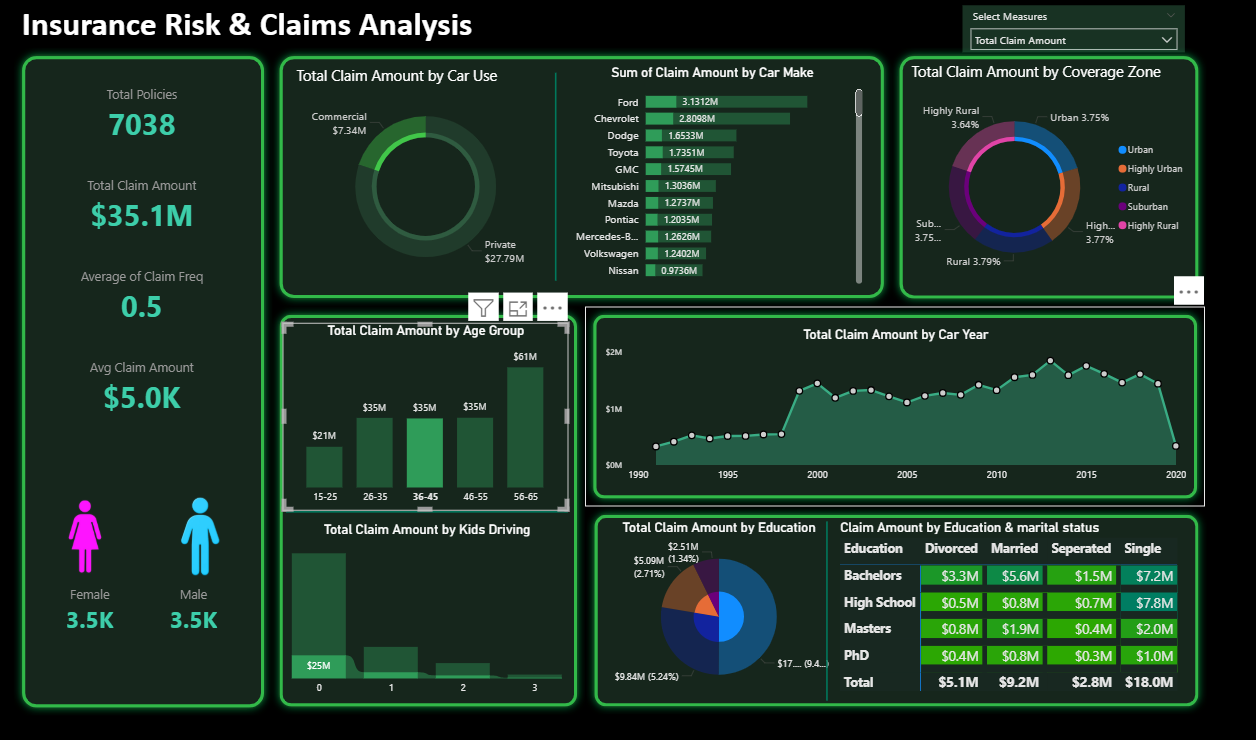 Insurance Risk & Claims Analysis
Select Measures
Total Claim Amount
Total Policies
7038
Total Claim Amount
$35.1M
Average of Claim Freq
0.5
Avg Claim Amount
$5.0K
Female
3.5K
Male
3.5K
Total Claim Amount by Car Use
Commercial
$7.34M
Private
$27.79M
Sum of Claim Amount by Car Make
Ford 3.1312M
Chevrolet 2.8098M
Dodge 1.6533M
Toyota 1.7351M
GMC 1.5745M
Mitsubishi 1.3036M
Mazda 1.2737M
Pontiac 1.2035M
Mercedes-B... 1.2626M
Volkswagen 1.2402M
Nissan 0.9736M
Total Claim Amount by Coverage Zone
Highly Rural
3.64%
Urban 3.75%
Sub...
3.75...
High...
3.77%
Rural 3.79%
Urban
Highly Urban
Rural
Suburban
Highly Rural
Total Claim Amount by Age Group
$21M
$35M
$35M
$35M
$61M
15-25 26-35 36-45 46-55 56-65
Total Claim Amount by Kids Driving
$25M
0 1 2 3
Total Claim Amount by Car Year
$2M
$1M
$0M
1990 1995 2000 2005 2010 2015 2020
Total Claim Amount by Education
$2.51M
(1.34%)
$5.09M
(2.71%)
$17.... (9.4...
$9.84M (5.24%)
Claim Amount by Education & marital status
Education Divorced Married Seperated Single
Bachelors $3.3M $5.6M $1.5M $7.2M
High School $0.5M $0.8M $0.7M $7.8M
Masters $0.8M $1.9M $0.4M $2.0M
PhD $0.4M $0.8M $0.3M $1.0M
Total $5.1M $9.2M $2.8M $18.0M